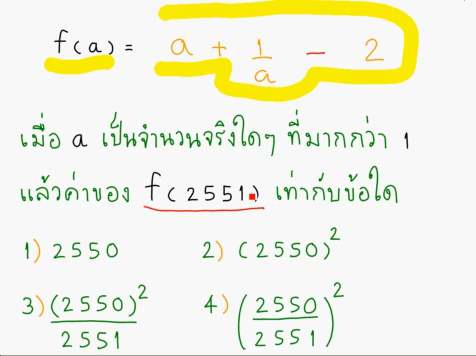 f(a) = a + 1/a - 2
เมื่อ a เป็นจำนวนจริงใดๆ ที่มากกว่า 1
แล้วค่าของ f(2551) เท่ากับข้อใด
1) 2550 2) (2550)²
3) (2550)²/2551 4) (2550/2551)²